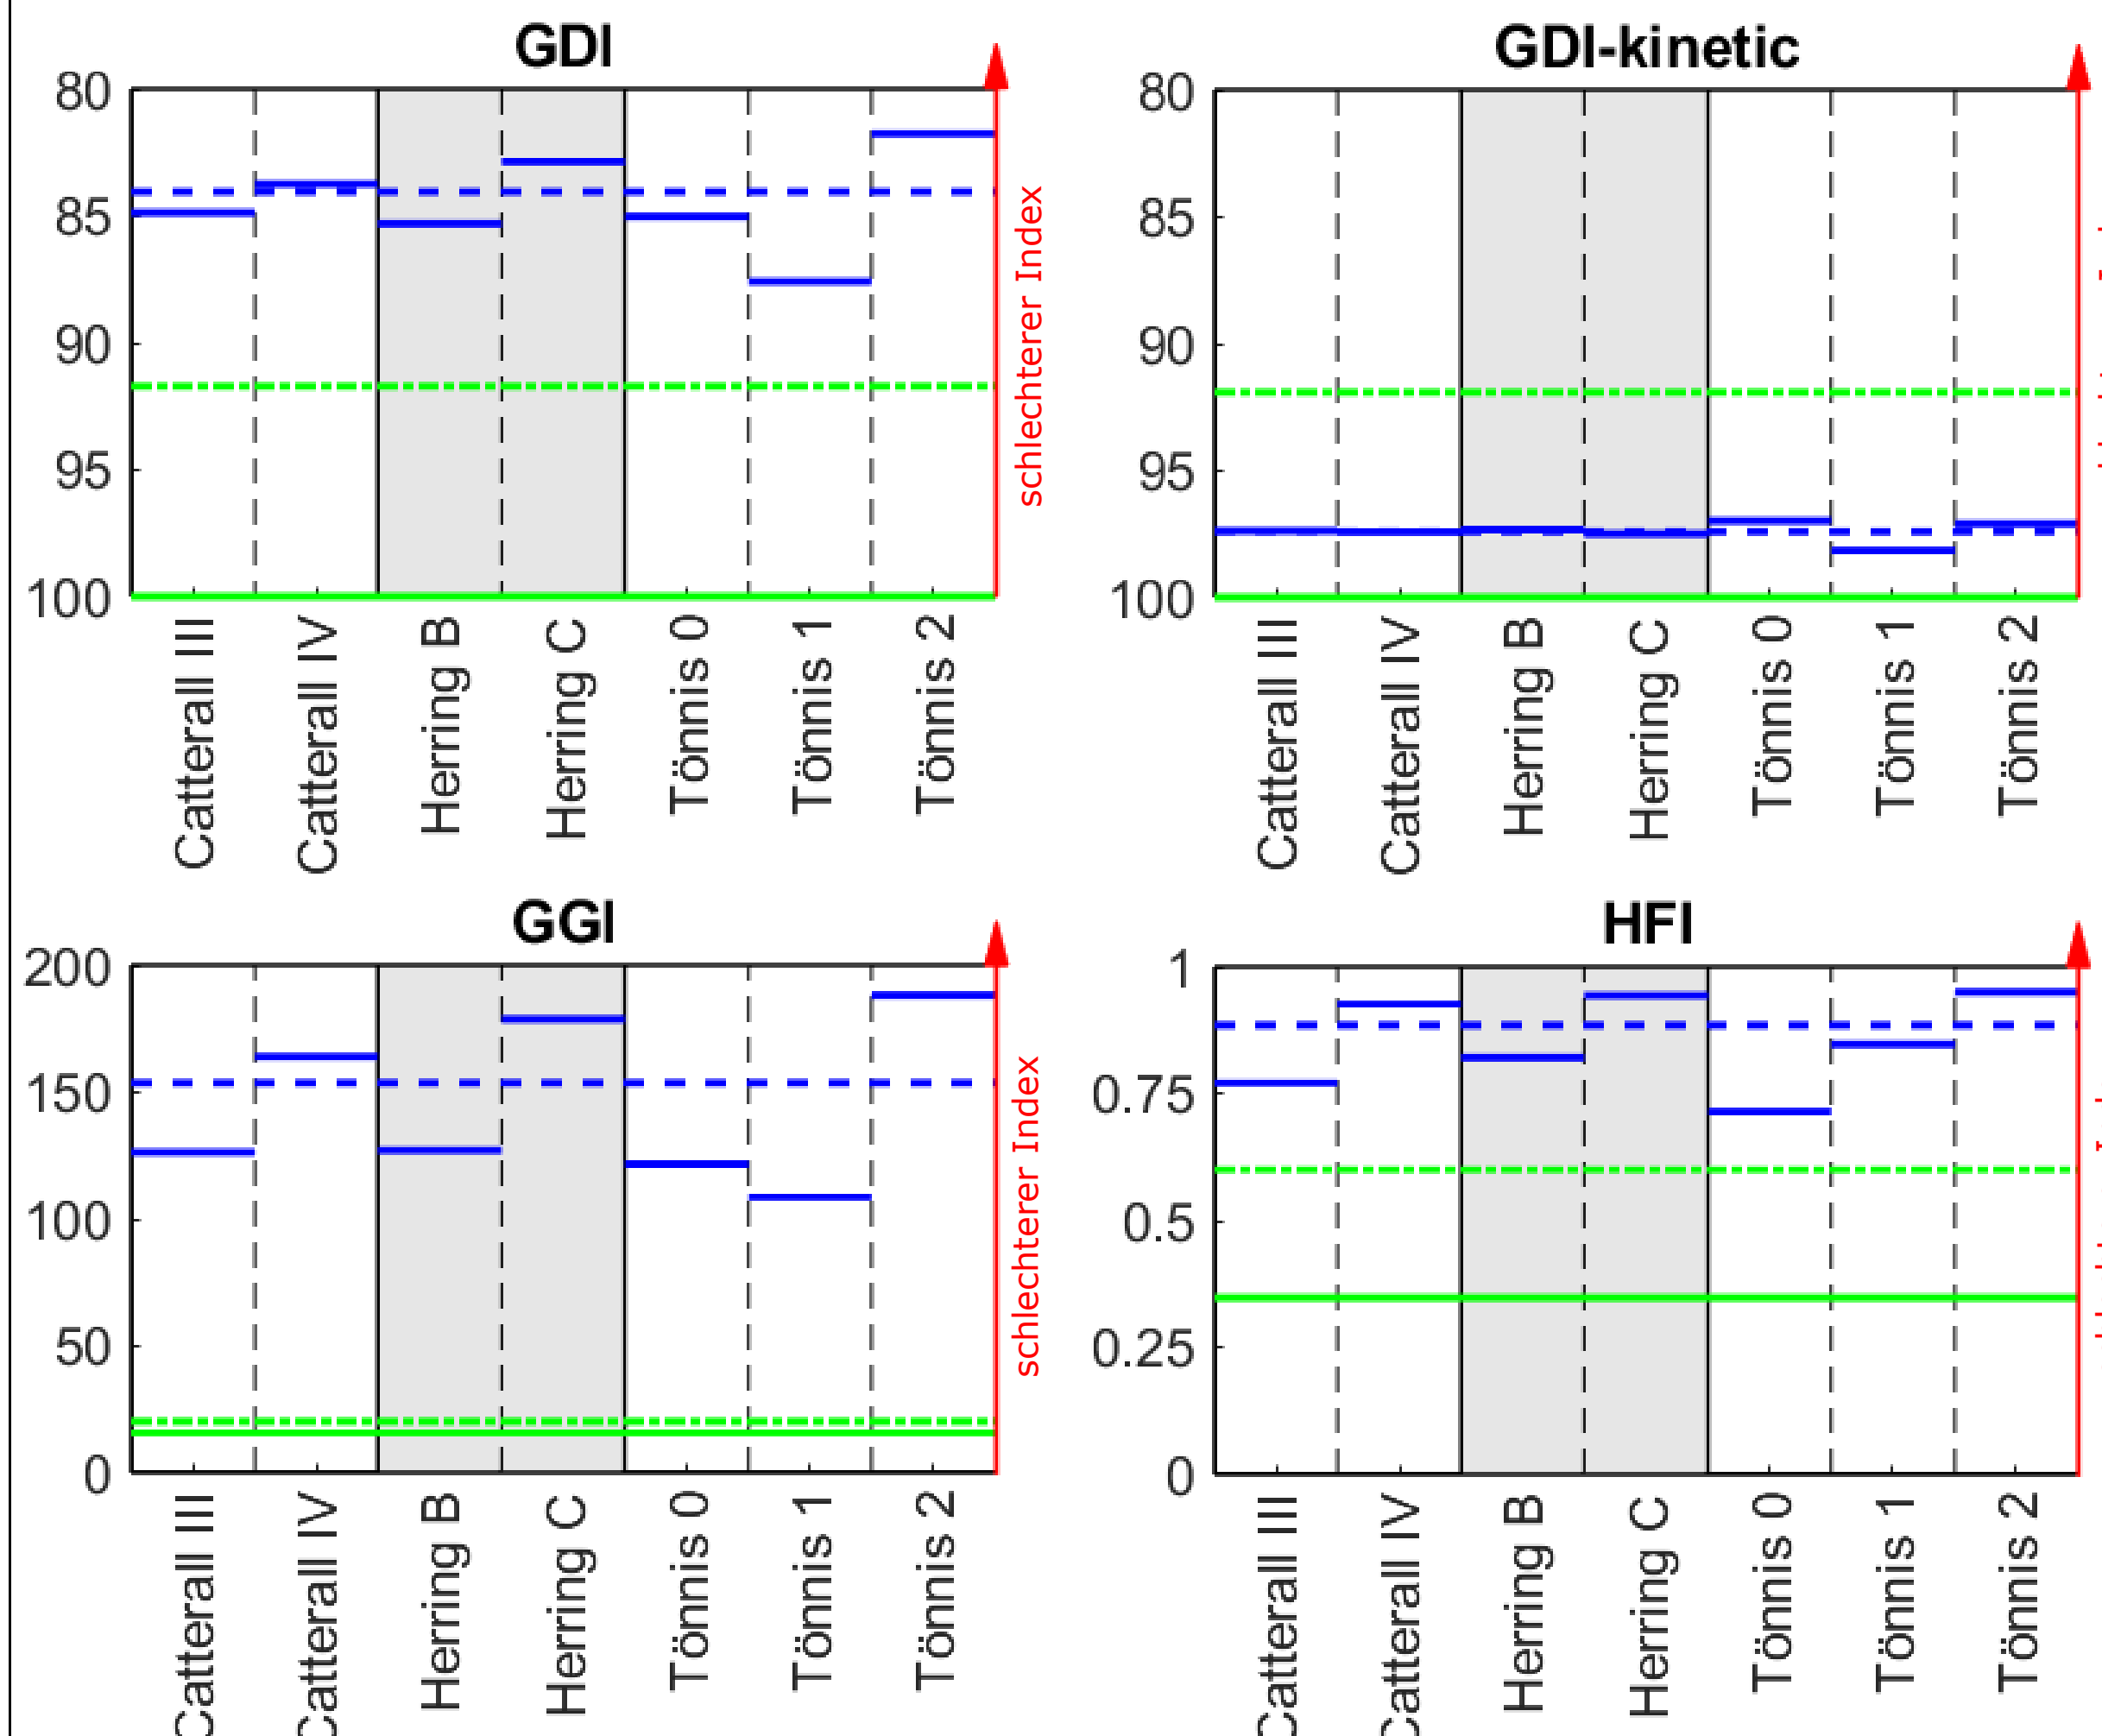 GDI
80
85
90
95
100
Catterall III
Catterall IV
Herring B
Herring C
Tönnis 0
Tönnis 1
Tönnis 2
schlechterer Index
GDI-kinetic
80
85
90
95
100
Catterall III
Catterall IV
Herring B
Herring C
Tönnis 0
Tönnis 1
Tönnis 2
GGI
200
150
100
50
0
Catterall III
Catterall IV
Herring B
Herring C
Tönnis 0
Tönnis 1
Tönnis 2
schlechterer Index
HFI
1
0.75
0.5
0.25
0
Catterall III
Catterall IV
Herring B
Herring C
Tönnis 0
Tönnis 1
Tönnis 2